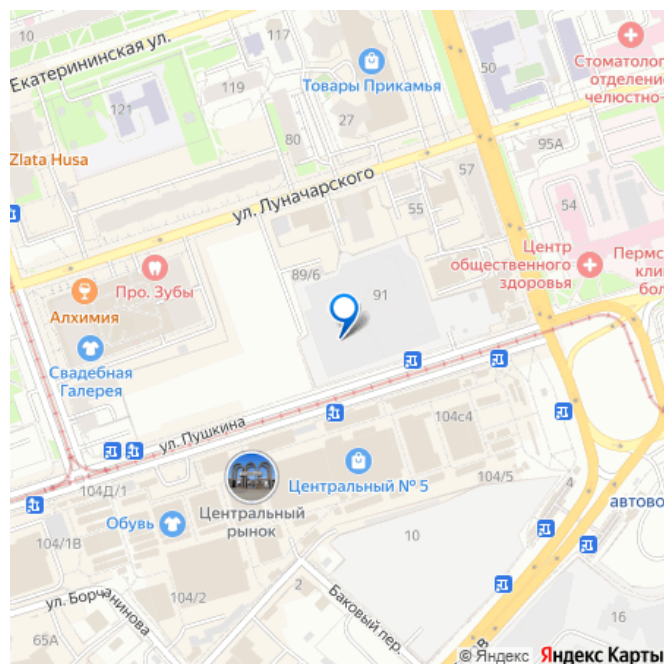 10
117
Екатерининская ул.
50
Стоматолог
отделени
челюстно-
119
Товары Прикамья
121
80
27
95А
Zlata Husa
57
ул. Луначарского
55
54
Центр
общественного
здоровья
Пермс
кли
бол
89/6
91
Про. Зубы
Алхимия
Свадебная
Галерея
ул. Пушкина
104с4
104/5
4
104Д/1
Центральный № 5
автово
Центральный
рынок
Обувь
10
104/1В
104/2
2
Баковый пер.
ул. Борчанинова
16
65А
© Яндекс Яндекс Карты